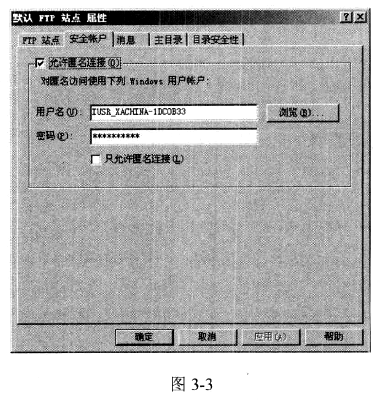 默认 FTP 站点 属性
FTP 站点 安全帐户 消息 主目录 目录安全性
允许匿名连接(O)
对匿名访问使用下列 Windows 用户帐户:
用户名(U): IUSR_XACHINA-1DCOB33 浏览(B)...
密码(P): **********
只允许匿名连接(L)
确定 取消 应用(A) 帮助
图 3-3